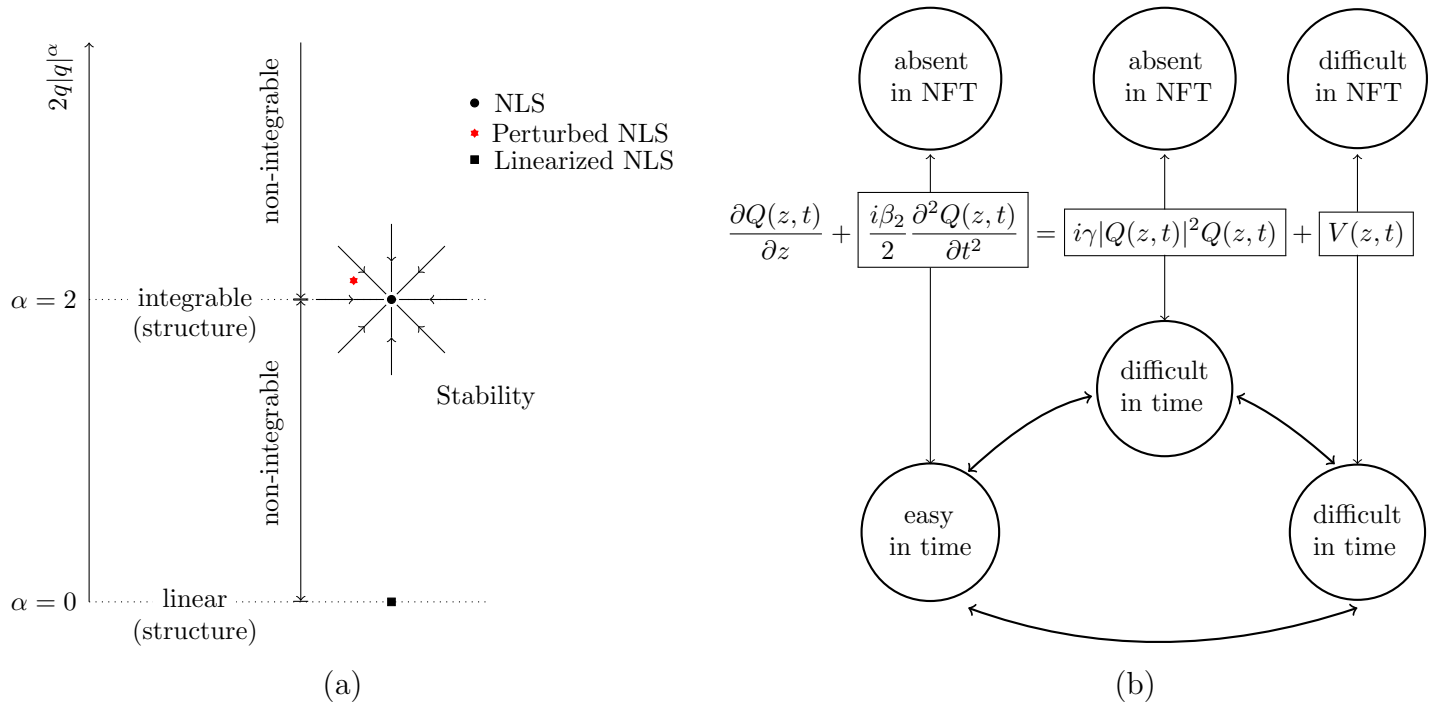 2q|q|^α
non-integrable
NLS
Perturbed NLS
Linearized NLS
α = 2
integrable
(structure)
non-integrable
Stability
α = 0
linear
(structure)
(a)
absent
in NFT
absent
in NFT
difficult
in NFT
∂Q(z, t)/∂z + iβ₂/2 ∂²Q(z, t)/∂t² = iγ|Q(z, t)|²Q(z, t) + V(z, t)
difficult
in time
easy
in time
difficult
in time
(b)